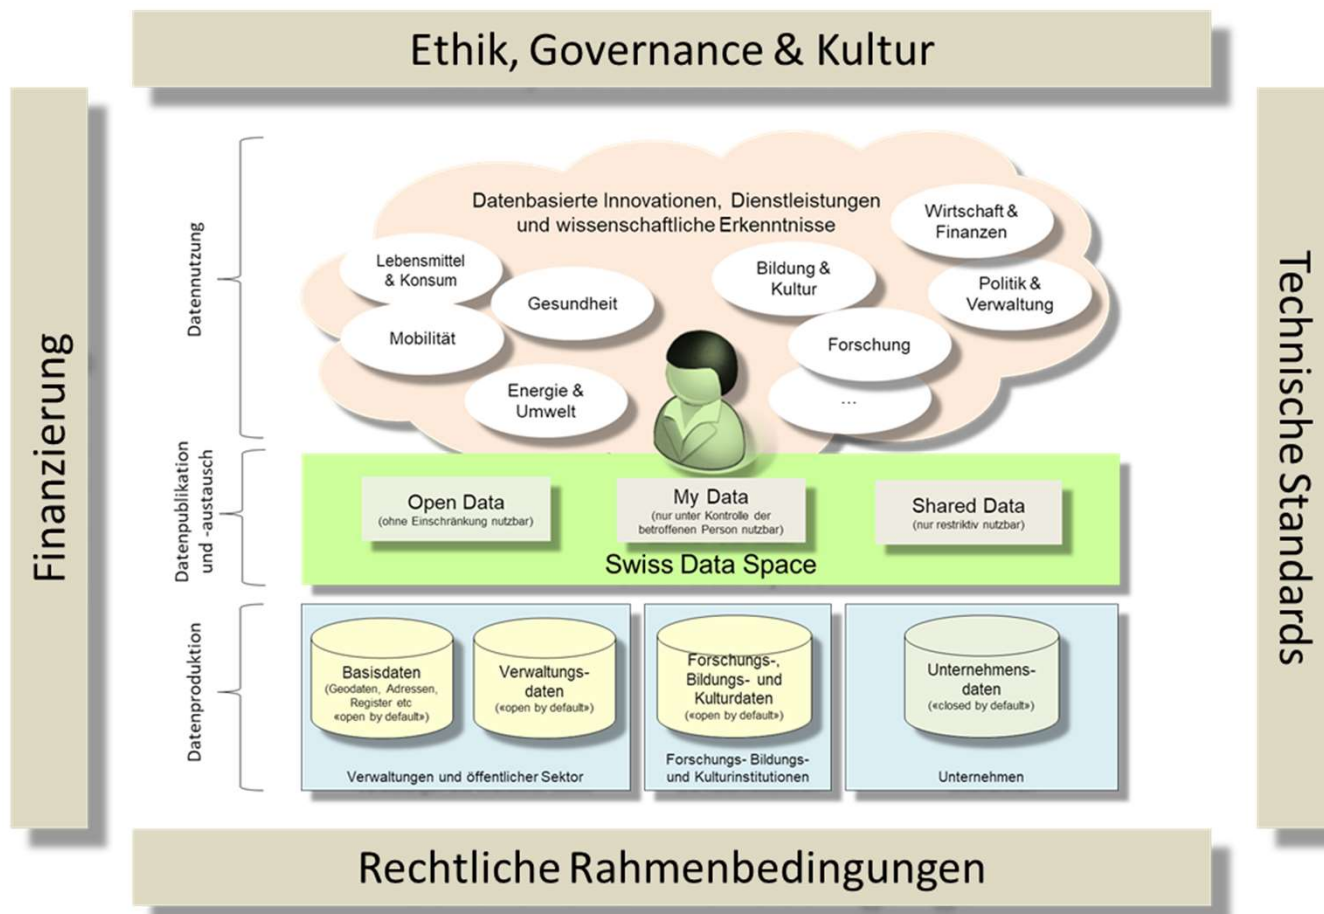 Ethik, Governance & Kultur
Finanzierung
Technische Standards
Datennutzung
Datenbasierte Innovationen, Dienstleistungen
und wissenschaftliche Erkenntnisse
Lebensmittel
& Konsum
Gesundheit
Mobilität
Energie &
Umwelt
Bildung &
Kultur
Wirtschaft &
Finanzen
Politik &
Verwaltung
Forschung
...
Datenpublikation
und -austausch
Open Data
(ohne Einschränkung nutzbar)
My Data
(nur unter Kontrolle der
betroffenen Person nutzbar)
Shared Data
(nur restriktiv nutzbar)
Swiss Data Space
Datenproduktion
Basisdaten
(Geodaten, Adressen,
Register etc
«open by default»)
Verwaltungs-
daten
(«open by default»)
Verwaltungen und öffentlicher Sektor
Forschungs-,
Bildungs- und
Kulturdaten
(«open by default»)
Forschungs- Bildungs-
und Kulturinstitutionen
Unternehmens-
daten
(«closed by default»)
Unternehmen
Rechtliche Rahmenbedingungen